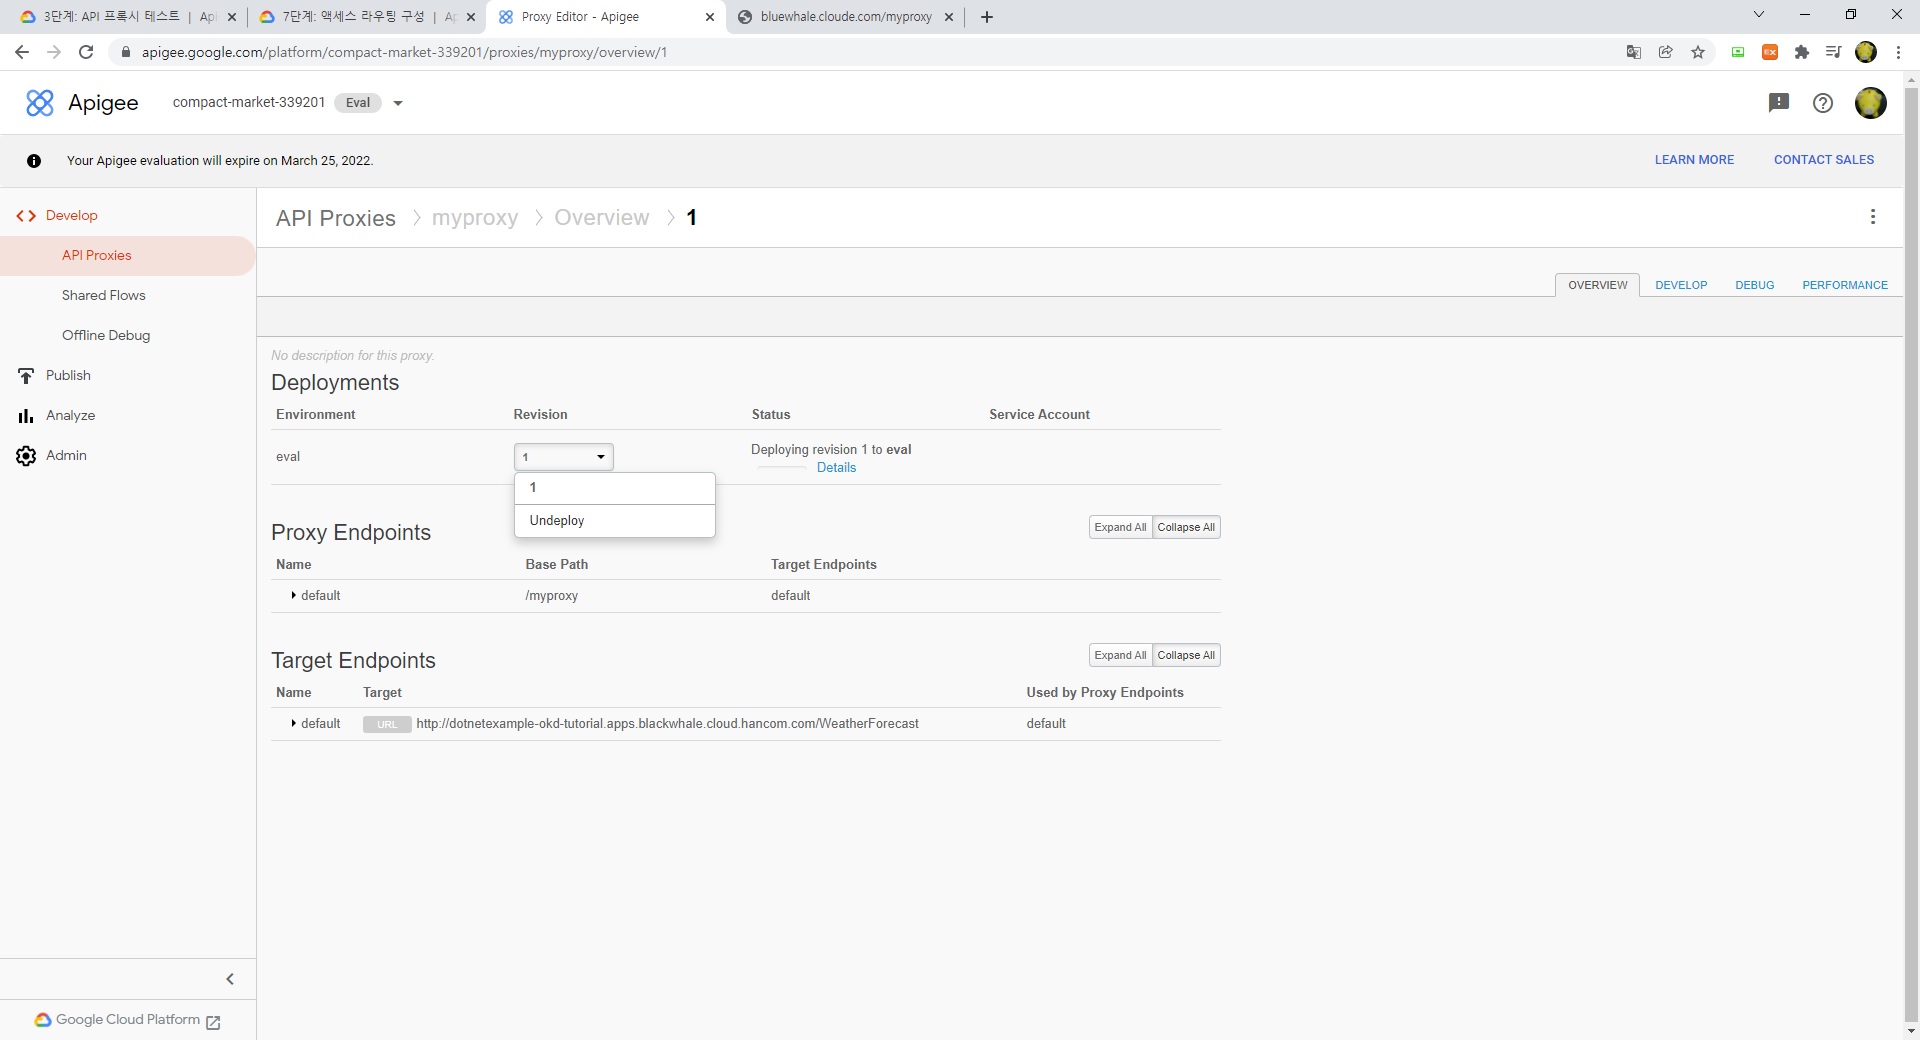 3단계: API 프록시 테스트 | Api
7단계: 액세스 라우팅 구성 | Ap
Proxy Editor - Apigee
bluewhale.cloude.com/myproxy
apigee.google.com/platform/compact-market-339201/proxies/myproxy/overview/1
EX
Apigee
compact-market-339201 Eval
Your Apigee evaluation will expire on March 25, 2022.
LEARN MORE
CONTACT SALES
Develop
API Proxies
Shared Flows
Offline Debug
Publish
Analyze
Admin
Google Cloud Platform
API Proxies > myproxy > Overview > 1
OVERVIEW DEVELOP DEBUG PERFORMANCE
No description for this proxy.
Deployments
Environment Revision Status Service Account
eval 1 Deploying revision 1 to eval
Details
1
Undeploy
Proxy Endpoints
Expand All Collapse All
Name Base Path Target Endpoints
default /myproxy default
Target Endpoints
Expand All Collapse All
Name Target Used by Proxy Endpoints
default URL http://dotnetexample-okd-tutorial.apps.blackwhale.cloud.hancom.com/WeatherForecast default